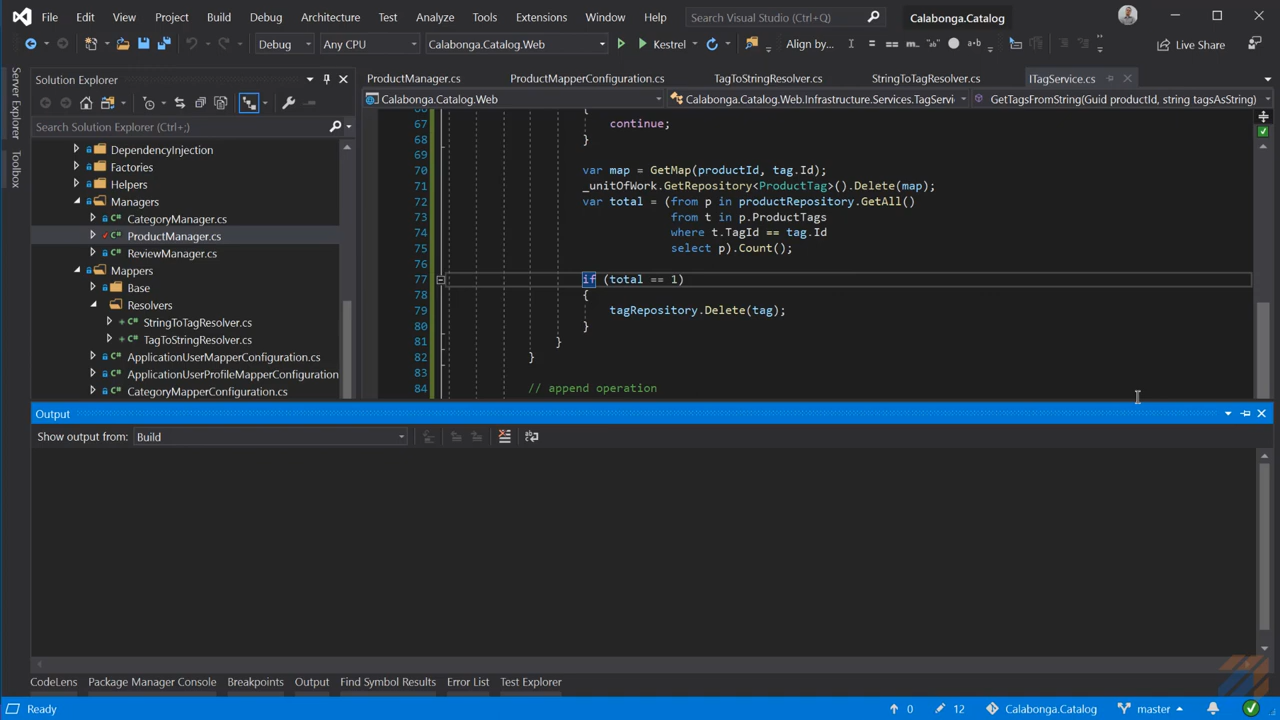 File Edit View Project Build Debug Architecture Test Analyze Tools Extensions Window Help Search Visual Studio (Ctrl+Q) Calabonga.Catalog
Debug Any CPU Calabonga.Catalog.Web Kestrel Align by... Live Share
Server Explorer
Toolbox
Solution Explorer
Search Solution Explorer (Ctrl+;)
DependencyInjection
Factories
Helpers
Managers
CategoryManager.cs
ProductManager.cs
ReviewManager.cs
Mappers
Base
Resolvers
StringToTagResolver.cs
TagToStringResolver.cs
ApplicationUserMapperConfiguration.cs
ApplicationUserProfileMapperConfiguration
CategoryMapperConfiguration.cs
ProductManager.cs ProductMapperConfiguration.cs TagToStringResolver.cs StringToTagResolver.cs ITagService.cs
Calabonga.Catalog.Web Calabonga.Catalog.Web.Infrastructure.Services.TagServi GetTagsFromString(Guid productId, string tagsAsString)
{
67 continue;
68 }
69
70 var map = GetMap(productId, tag.Id);
71 _unitOfWork.GetRepository<ProductTag>().Delete(map);
72 var total = (from p in productRepository.GetAll()
73 from t in p.ProductTags
74 where t.TagId == tag.Id
75 select p).Count();
76
77 if (total == 1)
78 {
79 tagRepository.Delete(tag);
80 }
81 }
82 }
83
84 // append operation
Output
Show output from: Build
CodeLens Package Manager Console Breakpoints Output Find Symbol Results Error List Test Explorer
Ready 0 12 Calabonga.Catalog master